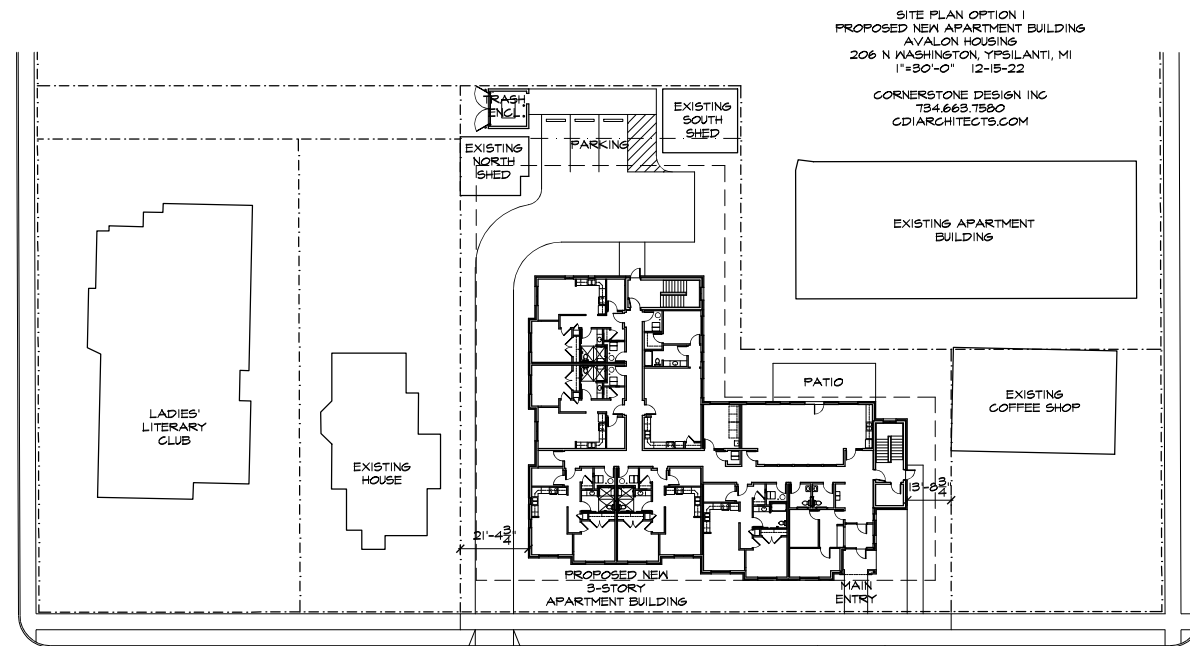 SITE PLAN OPTION 1
PROPOSED NEW APARTMENT BUILDING
AVALON HOUSING
206 N WASHINGTON, YPSILANTI, MI
1"=30'-0" 12-15-22
CORNERSTONE DESIGN INC
734.663.7580
CDIARCHITECTS.COM
TRASH
ENCL.
EXISTING
SOUTH
SHED
PARKING
EXISTING
NORTH
SHED
EXISTING APARTMENT
BUILDING
PATIO
EXISTING
COFFEE SHOP
LADIES'
LITERARY
CLUB
EXISTING
HOUSE
13'-8 3/4"
21'-4 3/4"
PROPOSED NEW
3-STORY
APARTMENT BUILDING
MAIN
ENTRY